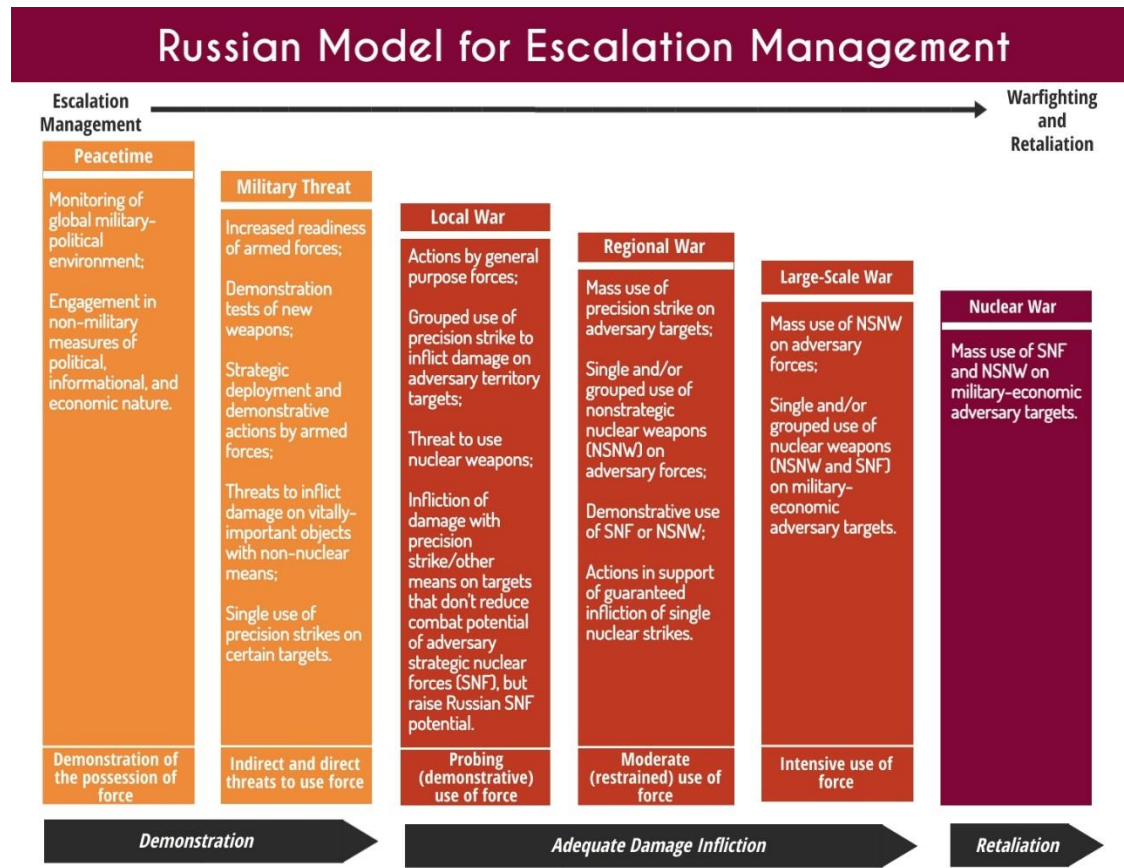 Russian Model for Escalation Management
Escalation
Management
Warfighting
and
Retaliation
Peacetime
Monitoring of
global military-
political
environment;
Engagement in
non-military
measures of
political,
informational, and
economic nature.
Demonstration of
the possession of
force
Military Threat
Increased readiness
of armed forces;
Demonstration
tests of new
weapons;
Strategic
deployment and
demonstrative
actions by armed
forces;
Threats to inflict
damage on vitally-
important objects
with non-nuclear
means;
Single use of
precision strikes on
certain targets.
Indirect and direct
threats to use force
Local War
Actions by general
purpose forces;
Grouped use of
precision strike to
inflict damage on
adversary territory
targets;
Threat to use
nuclear weapons;
Infliction of
damage with
precision
strike/other
means on targets
that don't reduce
combat potential
of adversary
strategic nuclear
forces (SNF), but
raise Russian SNF
potential.
Probing
(demonstrative)
use of force
Regional War
Mass use of
precision strike on
adversary targets;
Single and/or
grouped use of
nonstrategic
nuclear weapons
(NSNW) on
adversary forces;
Demonstrative use
of SNF or NSNW;
Actions in support
of guaranteed
infliction of single
nuclear strikes.
Moderate
(restrained) use of
force
Large-Scale War
Mass use of NSNW
on adversary
forces;
Single and/or
grouped use of
nuclear weapons
(NSNW and SNF)
on military-
economic
adversary targets.
Intensive use of
force
Nuclear War
Mass use of SNF
and NSNW on
military-economic
adversary targets.
Demonstration
Adequate Damage Infliction
Retaliation